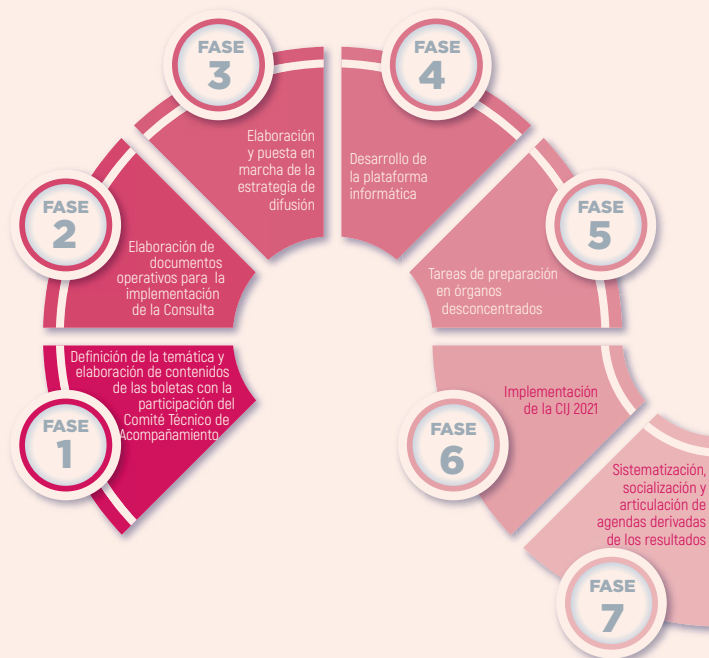 FASE
1
Definición de la temática y
elaboración de contenidos
de las boletas con la
participación del
Comité Técnico de
Acompañamiento
FASE
2
Elaboración de
documentos
operativos para la
implementación
de la Consulta
FASE
3
Elaboración
y puesta en
marcha de la
estrategia de
difusión
FASE
4
Desarrollo de
la plataforma
informática
FASE
5
Tareas de preparación
en órganos
desconcentrados
FASE
6
Implementación
de la CIJ 2021
FASE
7
Sistematización,
socialización y
articulación de
agendas derivadas
de los resultados